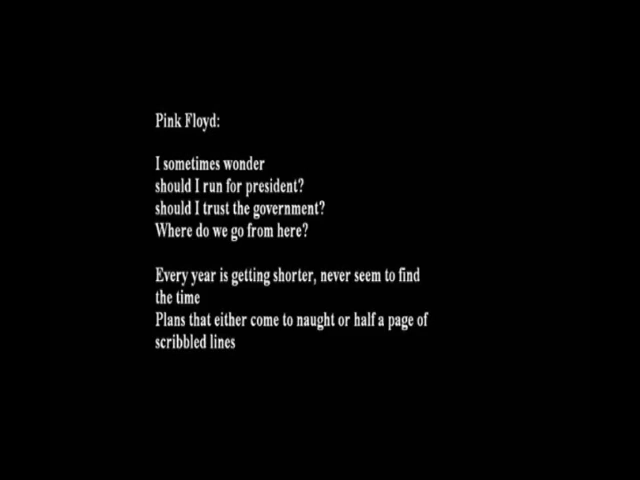 Pink Floyd:
I sometimes wonder
should I run for president?
should I trust the government?
Where do we go from here?
Every year is getting shorter, never seem to find
the time
Plans that either come to naught or half a page of
scribbled lines